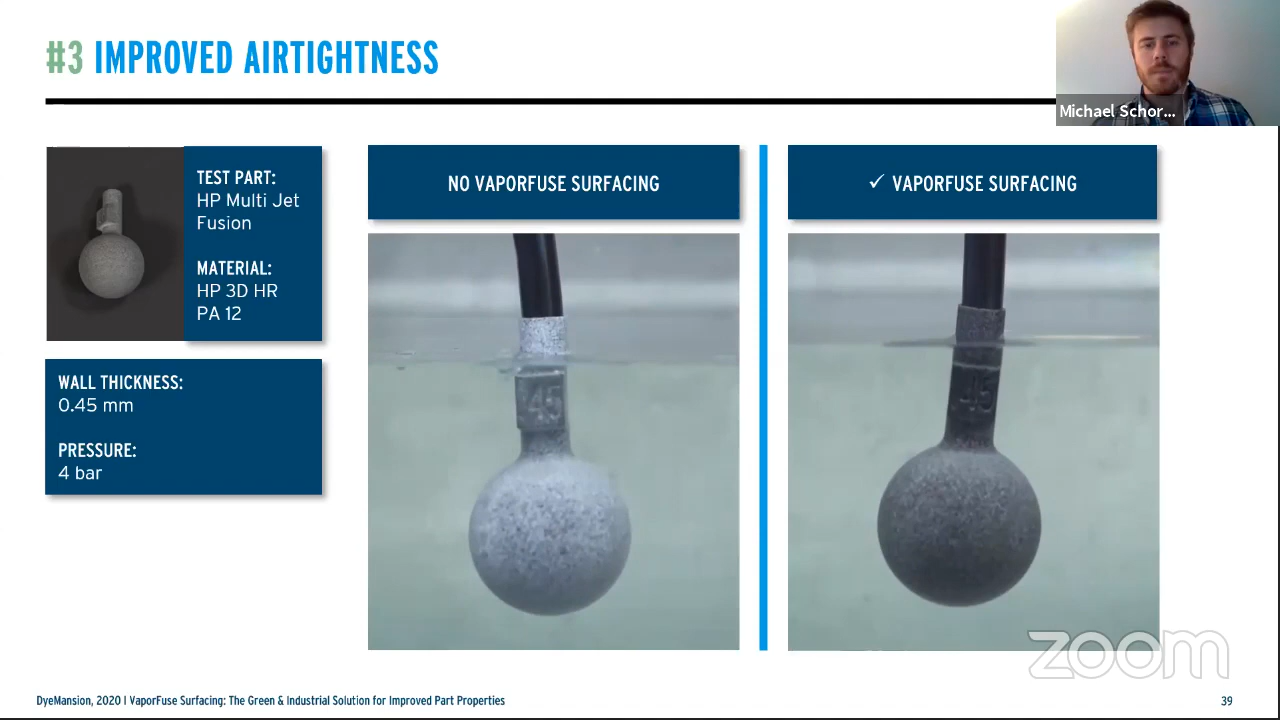 #3 IMPROVED AIRTIGHTNESS
Michael Schor...
TEST PART:
HP Multi Jet
Fusion
MATERIAL:
HP 3D HR
PA 12
WALL THICKNESS:
0.45 mm
PRESSURE:
4 bar
NO VAPORFUSE SURFACING
45
✓ VAPORFUSE SURFACING
45
zoom
DyeMansion, 2020 | VaporFuse Surfacing: The Green & Industrial Solution for Improved Part Properties
39